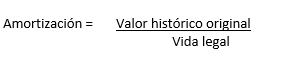 Amortización = Valor histórico original
Vida legal